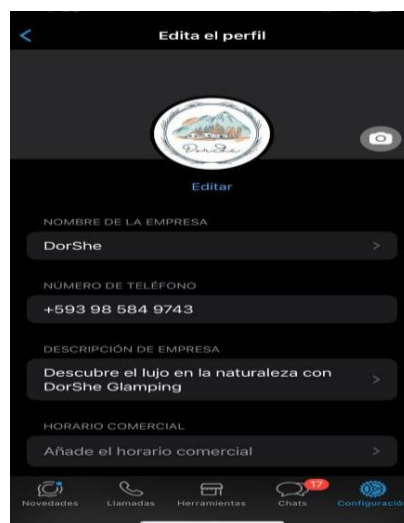 Edita el perfil
DorShe
Editar
NOMBRE DE LA EMPRESA
DorShe
NÚMERO DE TELÉFONO
+593 98 584 9743
DESCRIPCIÓN DE EMPRESA
Descubre el lujo en la naturaleza con
DorShe Glamping
HORARIO COMERCIAL
Añade el horario comercial
17
Novedades Llamadas Herramientas Chats Configuración